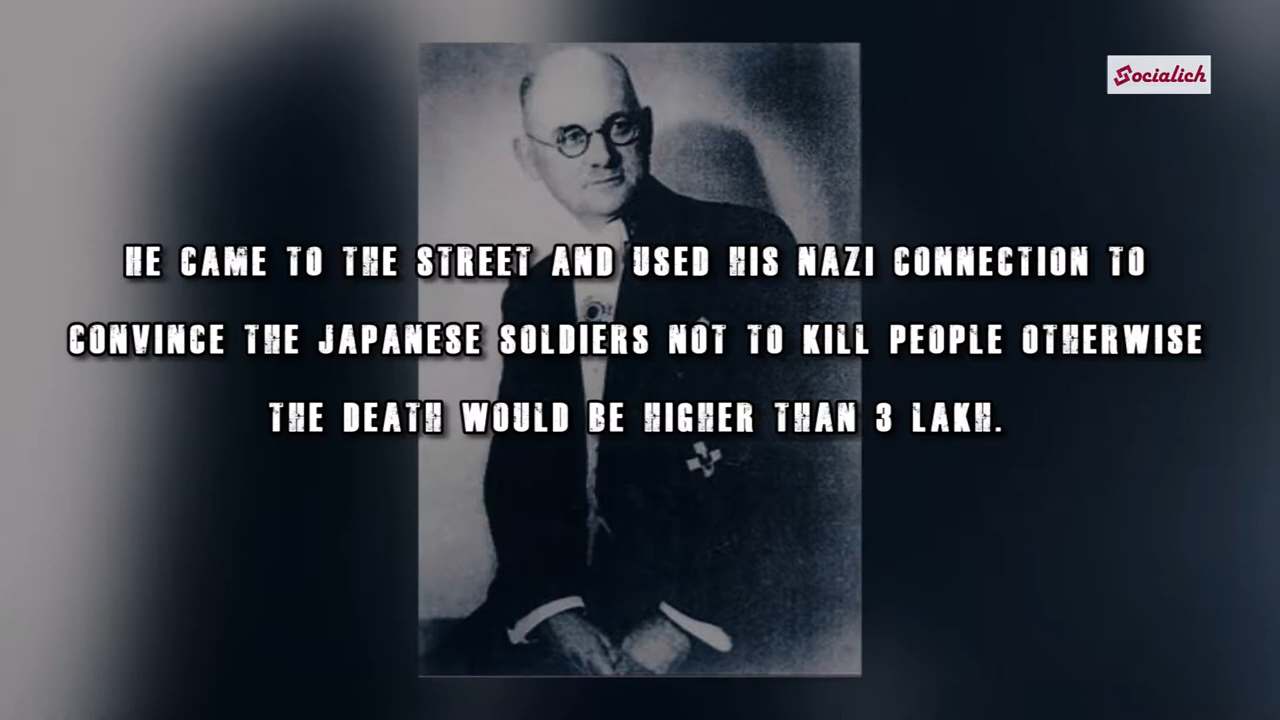 Socialich
HE CAME TO THE STREET AND USED HIS NAZI CONNECTION TO
CONVINCE THE JAPANESE SOLDIERS NOT TO KILL PEOPLE OTHERWISE
THE DEATH WOULD BE HIGHER THAN 3 LAKH.